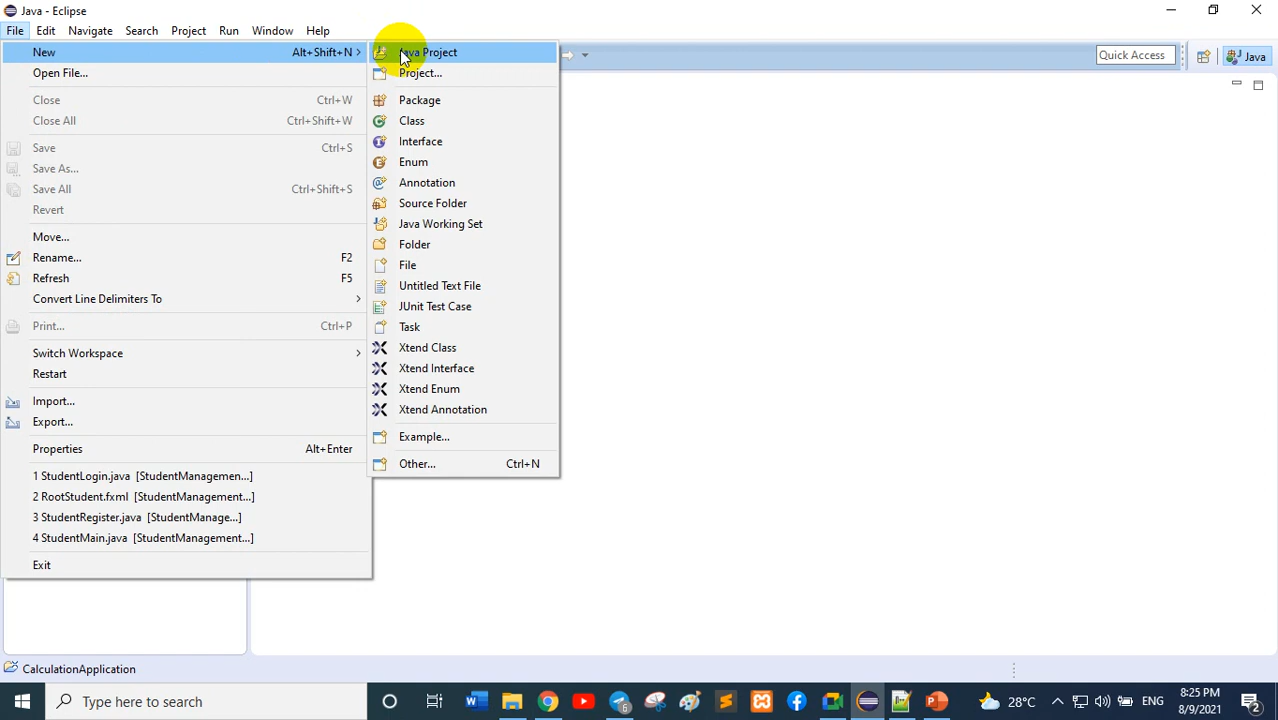 Java - Eclipse
File Edit Navigate Search Project Run Window Help
New Alt+Shift+N
Open File...
Close Ctrl+W
Close All Ctrl+Shift+W
Save Ctrl+S
Save As...
Save All Ctrl+Shift+S
Revert
Move...
Rename... F2
Refresh F5
Convert Line Delimiters To
Print... Ctrl+P
Switch Workspace
Restart
Import...
Export...
Properties Alt+Enter
1 StudentLogin.java [StudentManagemen...]
2 RootStudent.fxml [StudentManagement...]
3 StudentRegister.java [StudentManage...]
4 StudentMain.java [StudentManagement...]
Exit
Java Project
Project...
Package
Class
Interface
Enum
Annotation
Source Folder
Java Working Set
Folder
File
Untitled Text File
JUnit Test Case
Task
Xtend Class
Xtend Interface
Xtend Enum
Xtend Annotation
Example...
Other... Ctrl+N
Quick Access
Java
CalculationApplication
Type here to search
28°C
ENG
8:25 PM
8/9/2021
6
2